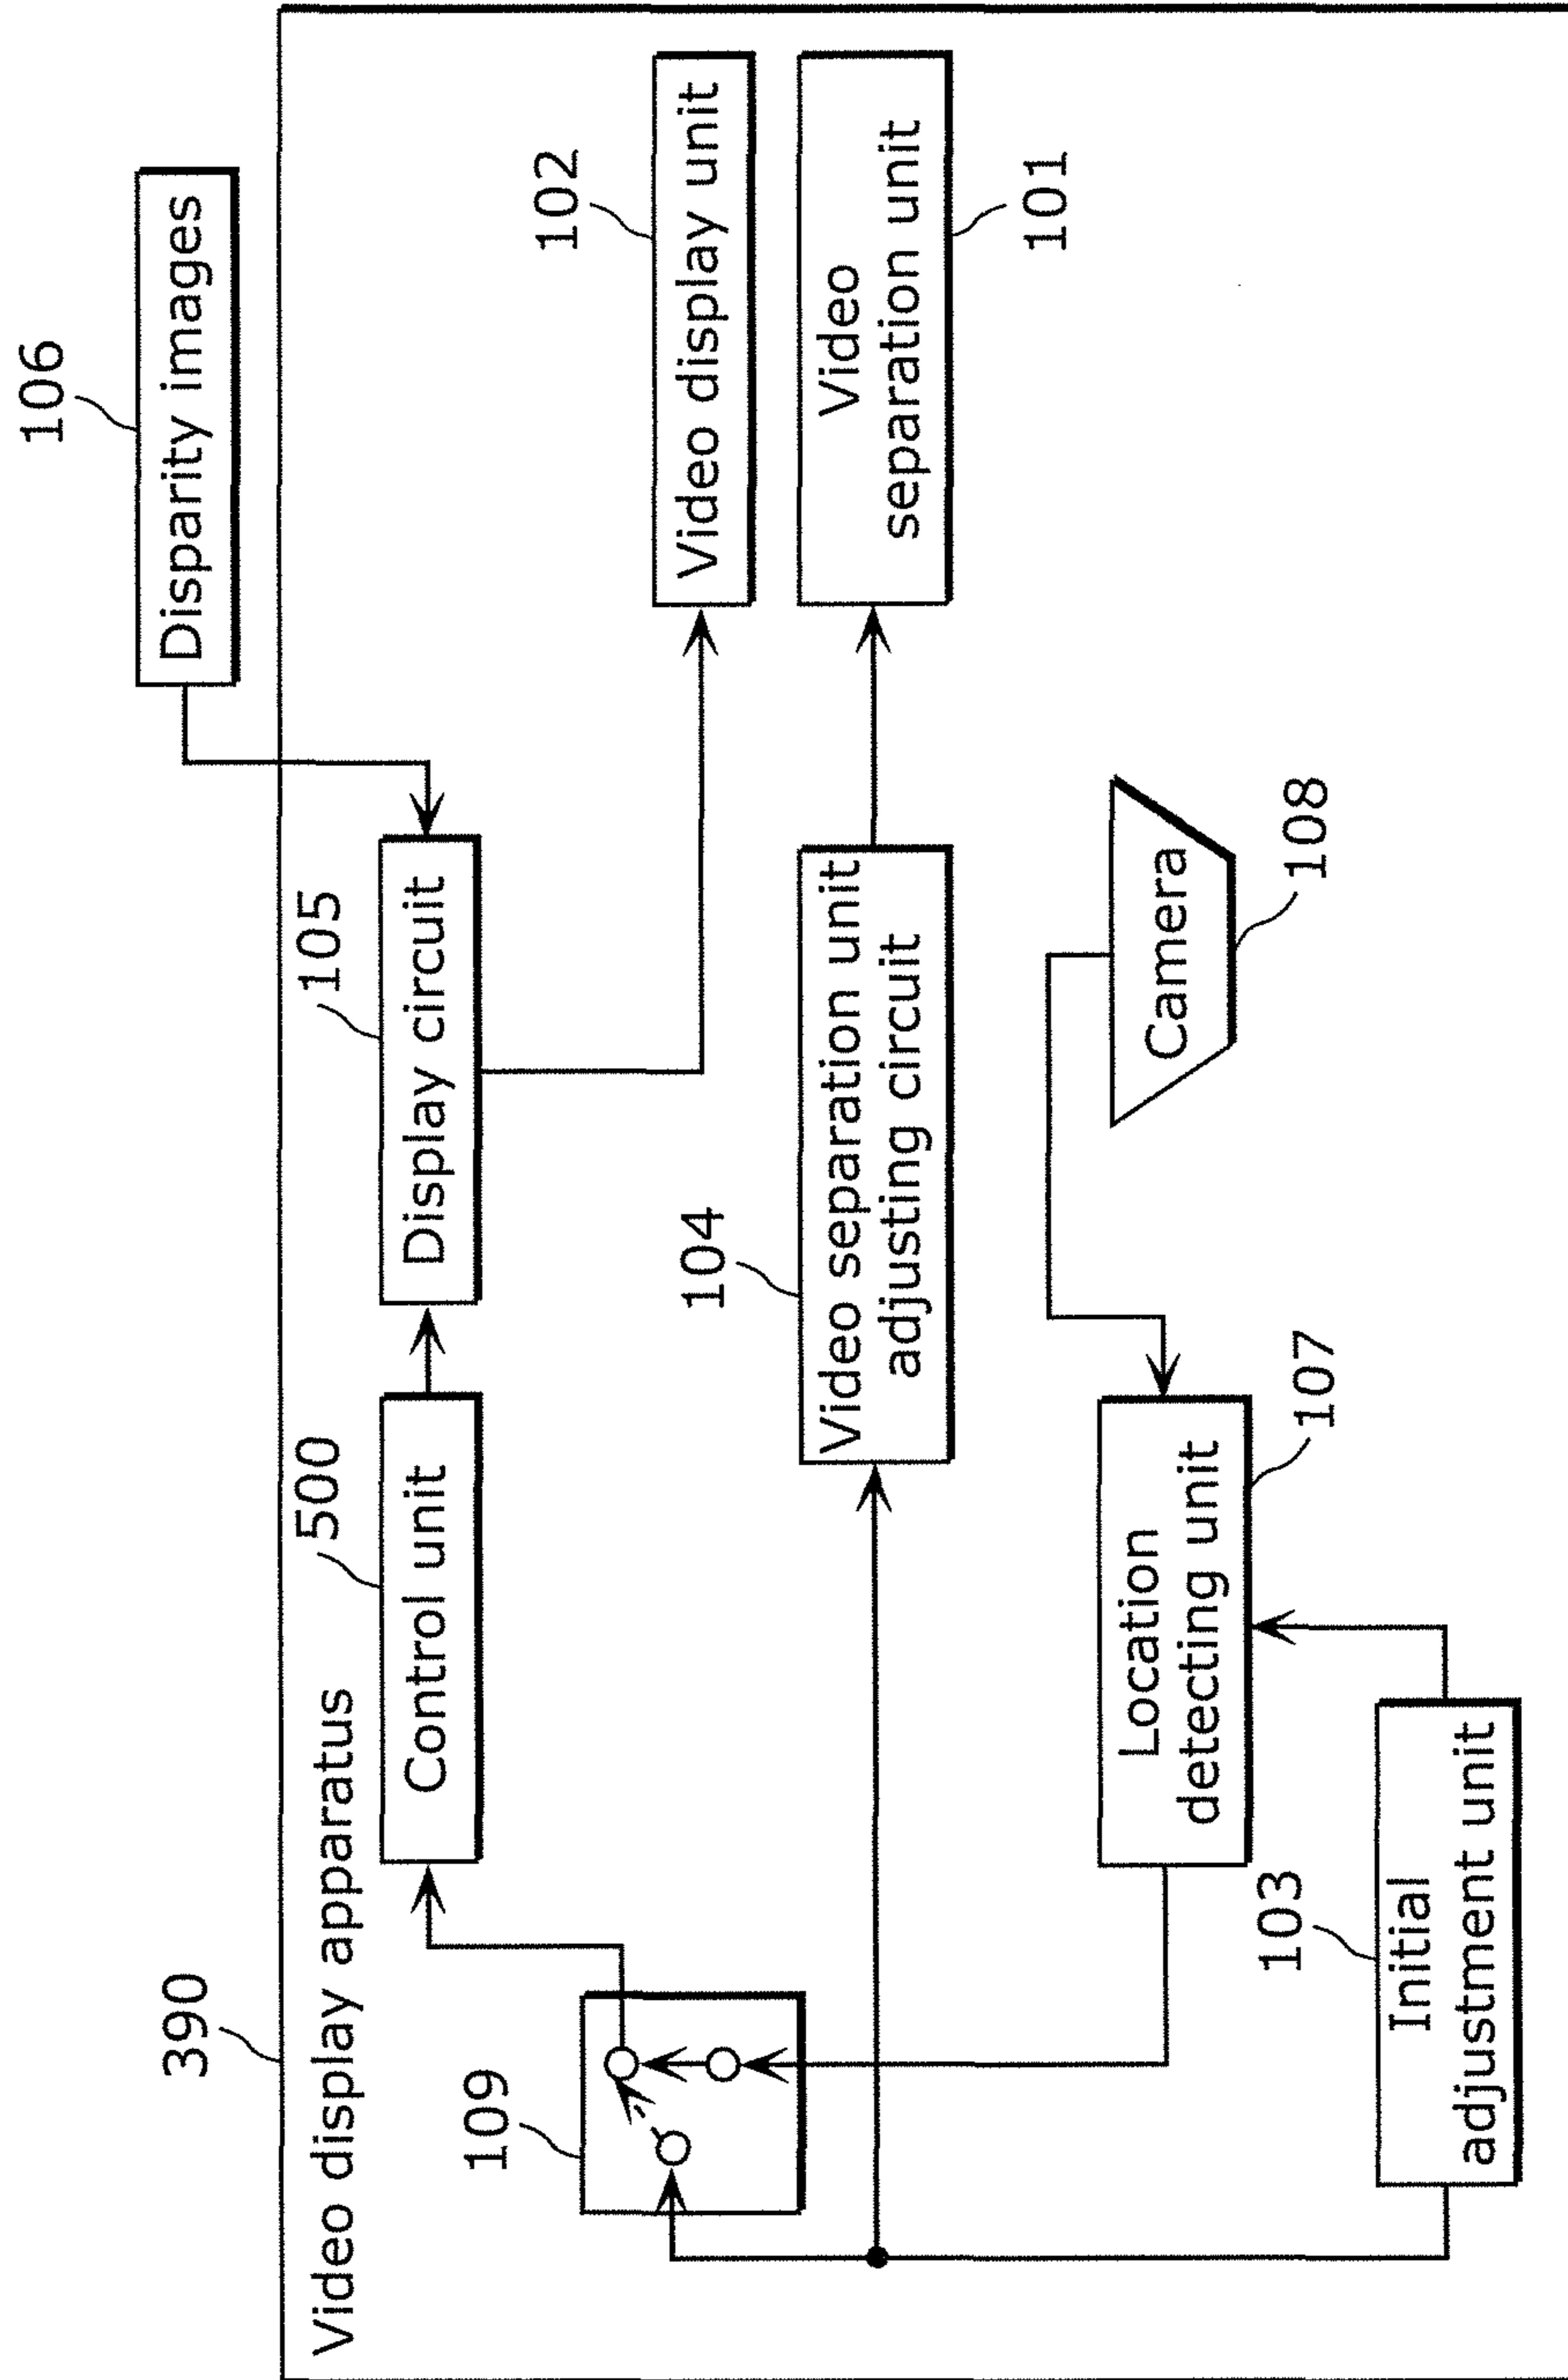 106
Disparity images
390
Video display apparatus
500
Control unit
105
Display circuit
109
102
Video display unit
104
Video separation unit
adjusting circuit
Video
separation unit
101
Location
detecting unit
107
Camera
108
103
Initial
adjustment unit